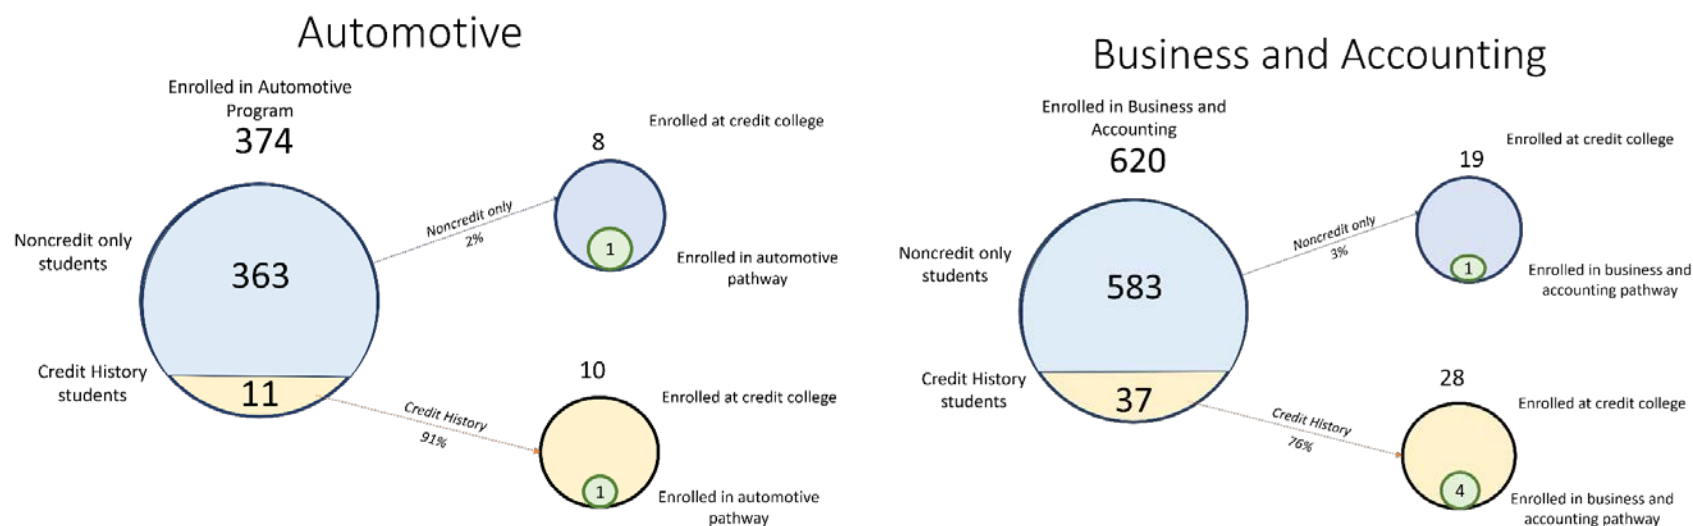 Automotive
Enrolled in Automotive
Program
374
8
Enrolled at credit college
Noncredit only
2%
Noncredit only
students
363
1
Enrolled in automotive
pathway
Credit History
students
11
Credit History
91%
10
Enrolled at credit college
1
Enrolled in automotive
pathway
Business and Accounting
Enrolled in Business and
Accounting
620
19
Enrolled at credit college
Noncredit only
3%
Noncredit only
students
583
1
Enrolled in business and
accounting pathway
Credit History
students
37
Credit History
76%
28
Enrolled at credit college
4
Enrolled in business and
accounting pathway